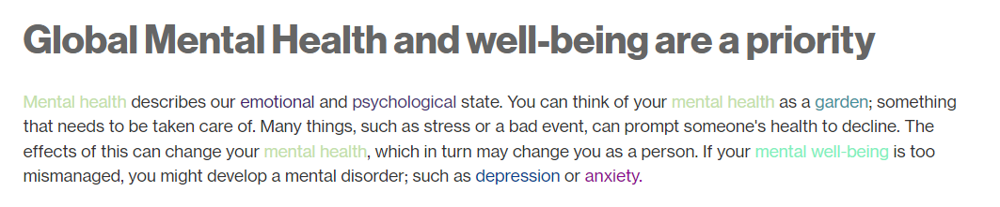 Global Mental Health and well-being are a priority
Mental health describes our emotional and psychological state. You can think of your mental health as a garden; something
that needs to be taken care of. Many things, such as stress or a bad event, can prompt someone's health to decline. The
effects of this can change your mental health, which in turn may change you as a person. If your mental well-being is too
mismanaged, you might develop a mental disorder; such as depression or anxiety.